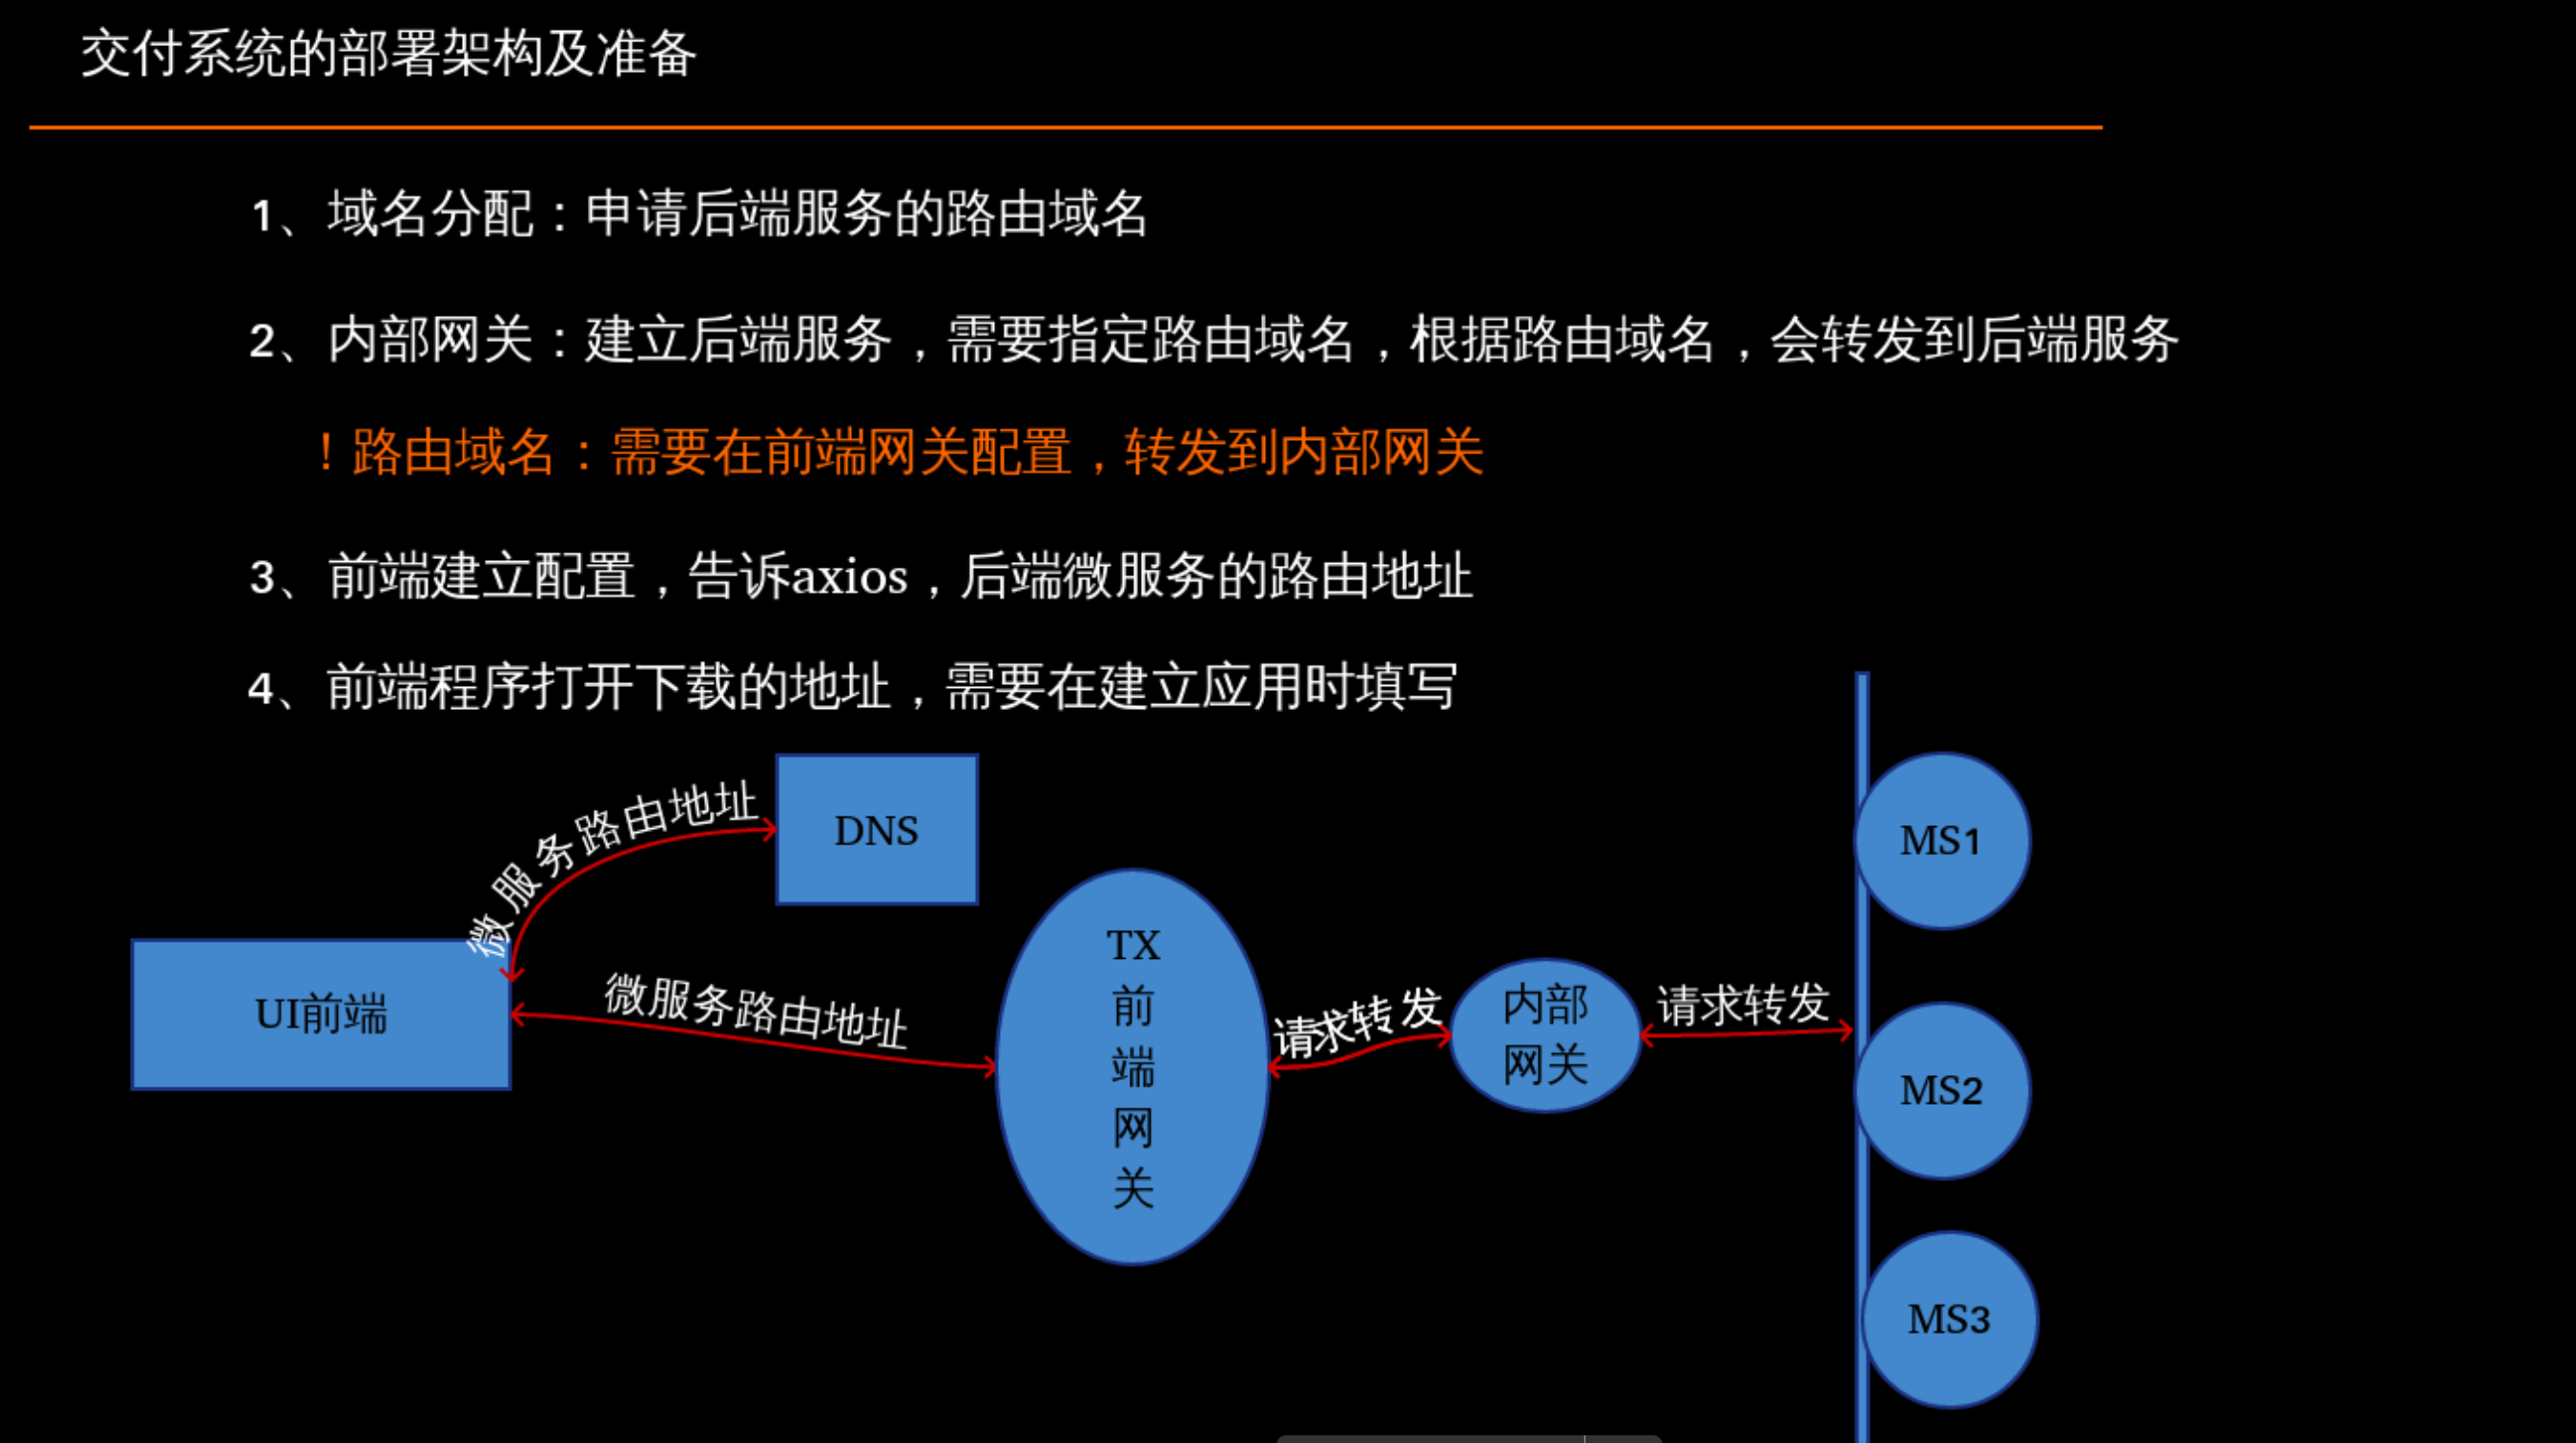 交付系统的部署架构及准备
1、域名分配：申请后端服务的路由域名
2、内部网关：建立后端服务，需要指定路由域名，根据路由域名，会转发到后端服务
！路由域名：需要在前端网关配置，转发到内部网关
3、前端建立配置，告诉axios，后端微服务的路由地址
4、前端程序打开下载的地址，需要在建立应用时填写
微服务路由地址
DNS
MS1
UI前端
微服务路由地址
TX
前
端
网
关
请求转发
内部
网关
请求转发
MS2
MS3